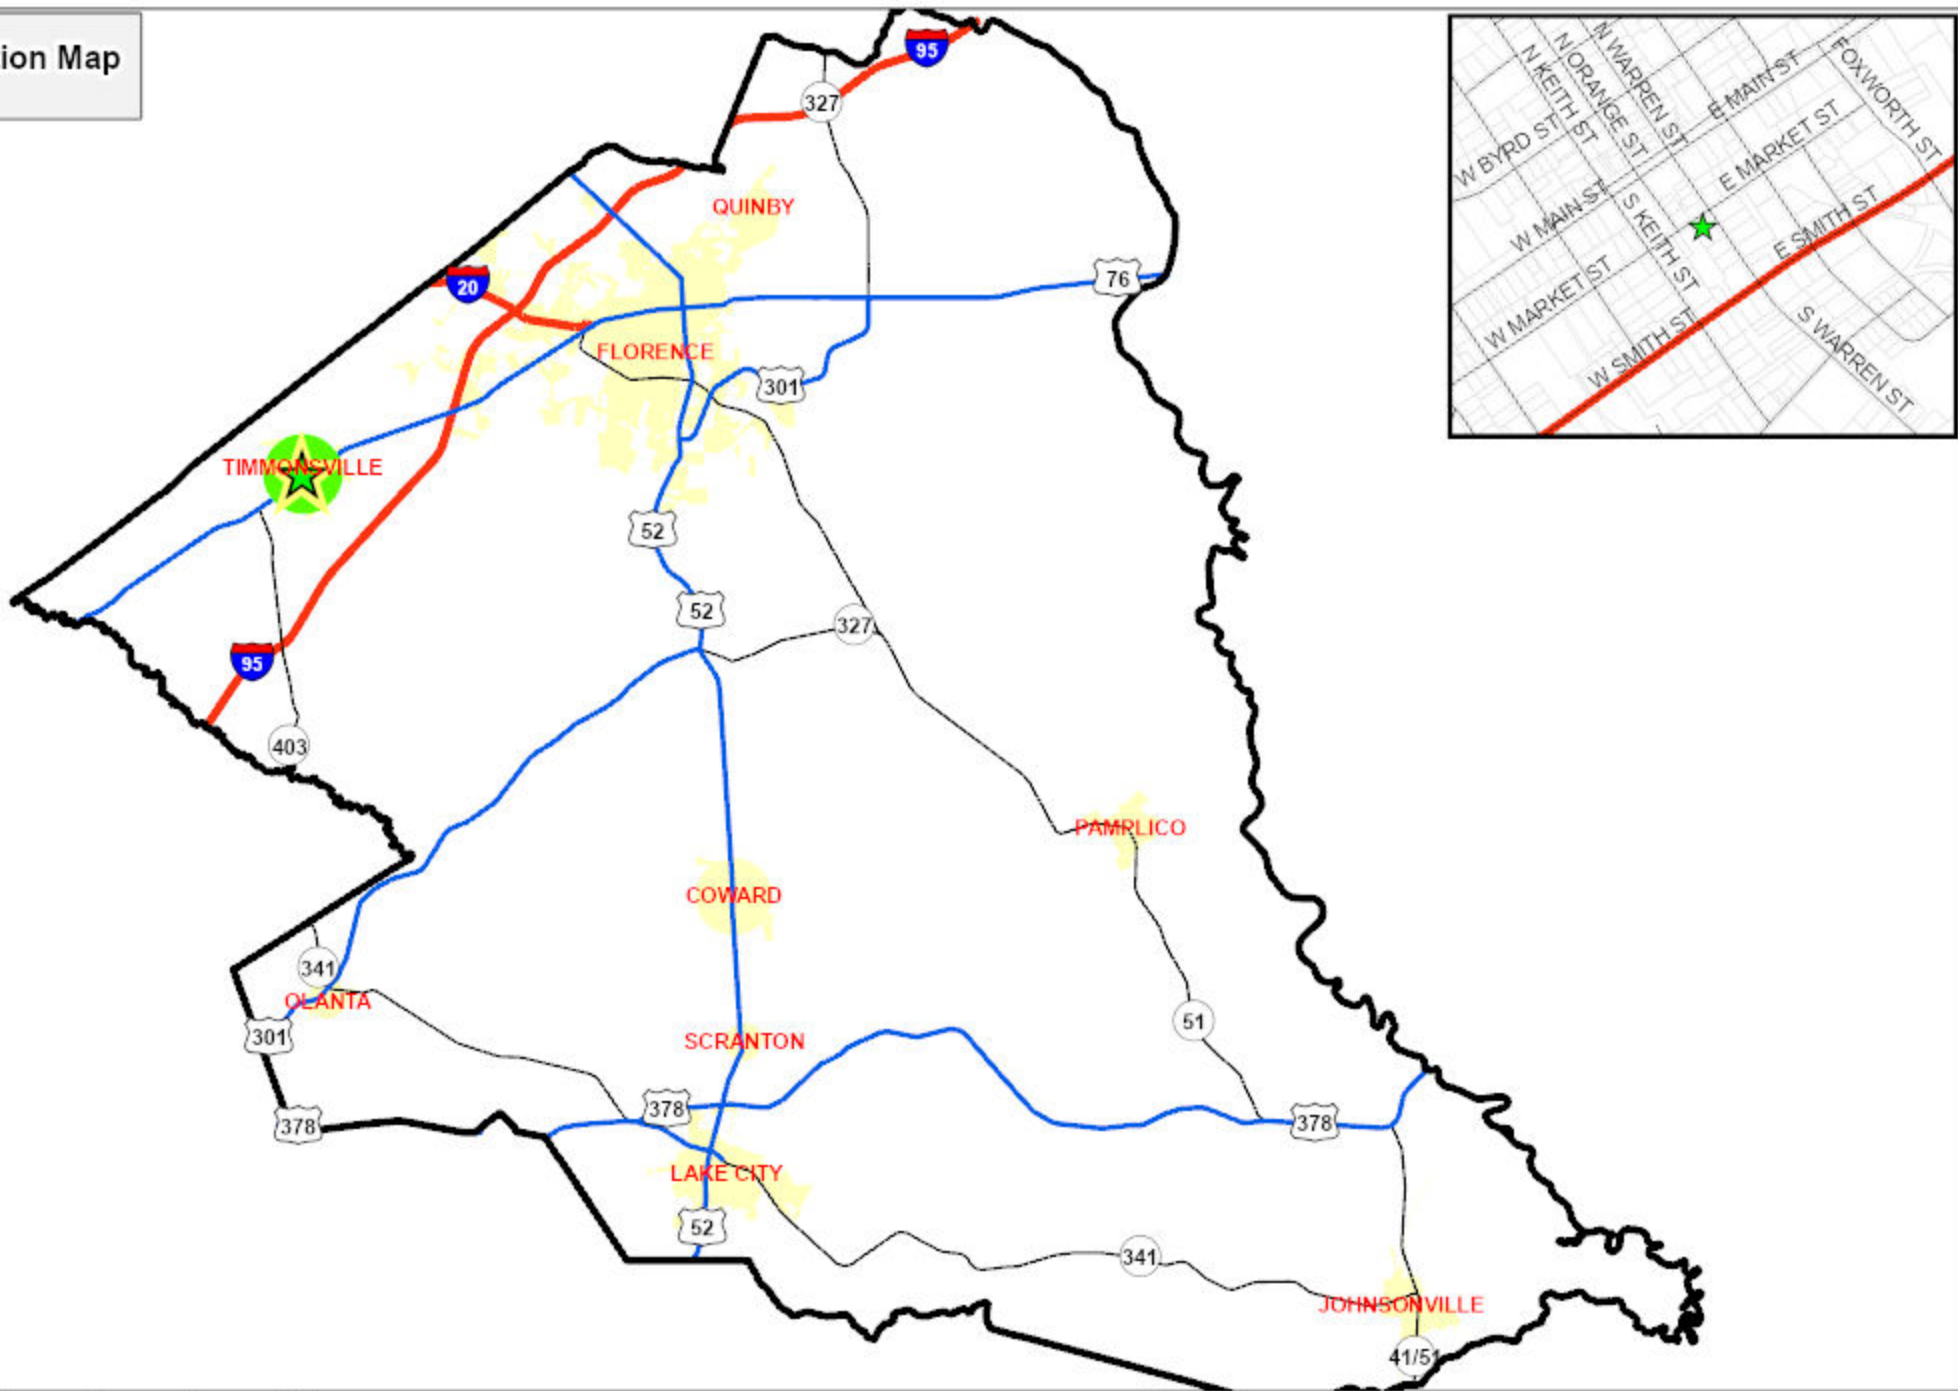 ion Map
95
327
QUINBY
20
76
FLORENCE
301
TIMMONSVILLE
52
52
327
95
403
PAMPLICO
COWARD
341
OLANTA
301
51
SCRANTON
378
378
378
LAKE CITY
52
341
JOHNSONVILLE
41/51
N KEITH ST
N ORANGE ST
N WARREN ST
E MAIN ST
FOXWORTH ST
W BYRD ST
E MARKET ST
W MAIN ST
S KEITH ST
E SMITH ST
W MARKET ST
W SMITH ST
S WARREN ST